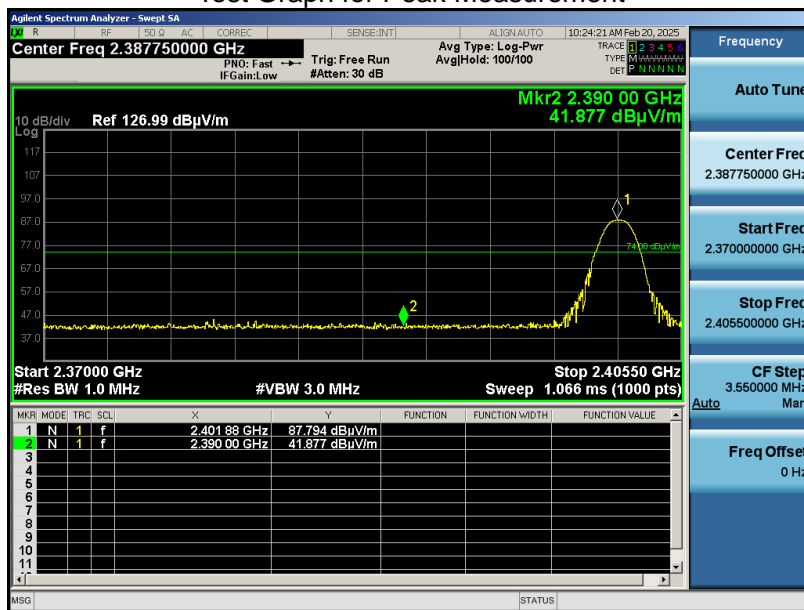 Test Graph for Peak Measurement
Agilent Spectrum Analyzer - Swept SA
LXI R RF 50 Ω AC CORREC SENSE:INT ALIGN AUTO 10:24:21 AM Feb 20, 2025
Center Freq 2.387750000 GHz
PNO: Fast
IFGain:Low
Trig: Free Run
#Atten: 30 dB
Avg Type: Log-Pwr
Avg|Hold: 100/100
TRACE 1 2 3 4 5 6
TYPE M
DET P N N N N N
Mkr2 2.390 00 GHz
41.877 dBµV/m
10 dB/div Ref 126.99 dBµV/m
Log
117
107
97.0
87.0
77.0
67.0
57.0
47.0
37.0
1
74.00 dBµV/m
2
Start 2.37000 GHz Stop 2.40550 GHz
#Res BW 1.0 MHz #VBW 3.0 MHz Sweep 1.066 ms (1000 pts)
MKR MODE TRC SCL X Y FUNCTION FUNCTION WIDTH FUNCTION VALUE
1 N 1 f 2.401 88 GHz 87.794 dBµV/m
2 N 1 f 2.390 00 GHz 41.877 dBµV/m
3
4
5
6
7
8
9
10
11
MSG STATUS
Frequency
Auto Tune
Center Freq
2.387750000 GHz
Start Freq
2.370000000 GHz
Stop Freq
2.405500000 GHz
CF Step
3.550000 MHz
Auto Man
Freq Offset
0 Hz